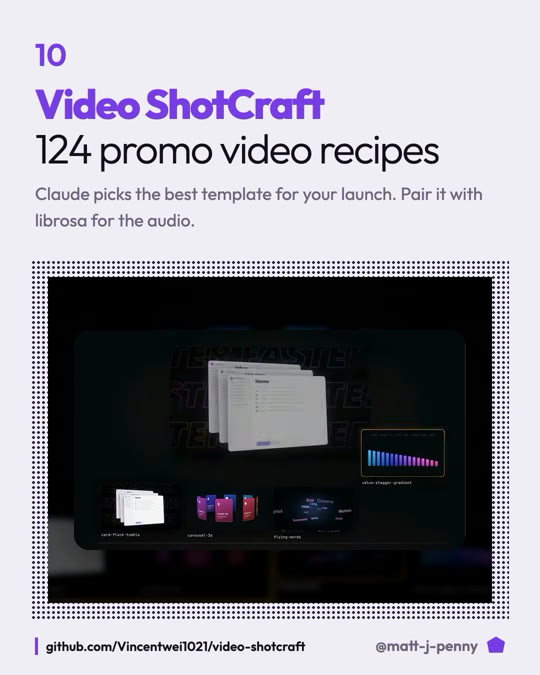 10
Video ShotCraft
124 promo video recipes
Claude picks the best template for your launch. Pair it with
librosa for the audio.
Home
value-stagger-gradient
card-flock-tumble
carousel-3d
flying-words
github.com/Vincentwei1021/video-shotcraft
@matt-j-penny